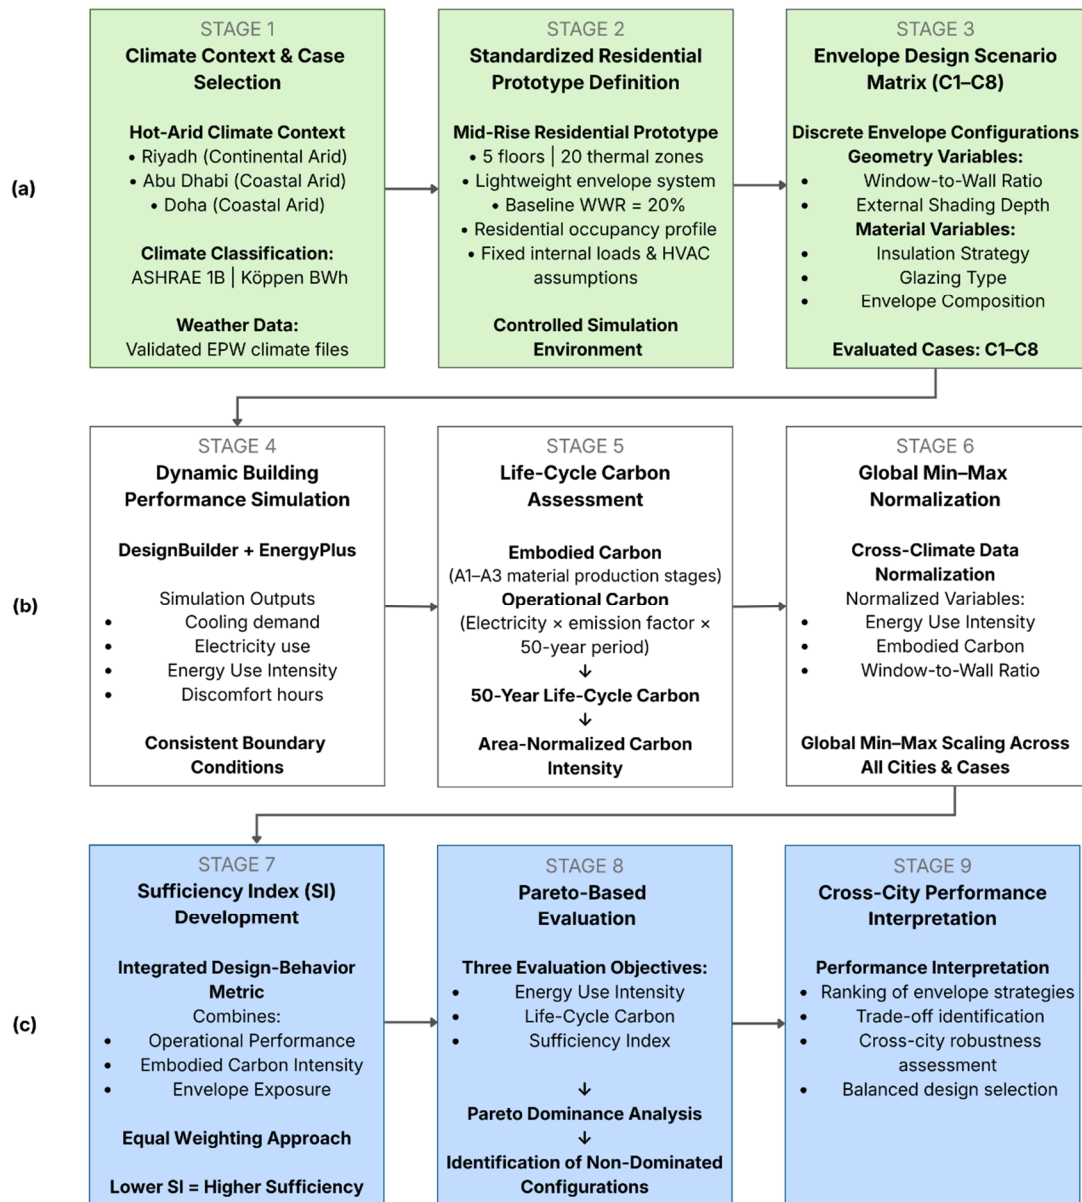 (a)
STAGE 1
Climate Context & Case
Selection
Hot-Arid Climate Context
• Riyadh (Continental Arid)
• Abu Dhabi (Coastal Arid)
• Doha (Coastal Arid)
Climate Classification:
ASHRAE 1B | Köppen BWh
Weather Data:
Validated EPW climate files
STAGE 2
Standardized Residential
Prototype Definition
Mid-Rise Residential Prototype
• 5 floors | 20 thermal zones
• Lightweight envelope system
• Baseline WWR = 20%
• Residential occupancy profile
• Fixed internal loads & HVAC
assumptions
Controlled Simulation
Environment
STAGE 3
Envelope Design Scenario
Matrix (C1–C8)
Discrete Envelope Configurations
Geometry Variables:
• Window-to-Wall Ratio
• External Shading Depth
Material Variables:
• Insulation Strategy
• Glazing Type
• Envelope Composition
Evaluated Cases: C1–C8
(b)
STAGE 4
Dynamic Building
Performance Simulation
DesignBuilder + EnergyPlus
Simulation Outputs
• Cooling demand
• Electricity use
• Energy Use Intensity
• Discomfort hours
Consistent Boundary
Conditions
STAGE 5
Life-Cycle Carbon
Assessment
Embodied Carbon
(A1–A3 material production stages)
Operational Carbon
(Electricity × emission factor ×
50-year period)
↓
50-Year Life-Cycle Carbon
↓
Area-Normalized Carbon
Intensity
STAGE 6
Global Min–Max
Normalization
Cross-Climate Data
Normalization
Normalized Variables:
• Energy Use Intensity
• Embodied Carbon
• Window-to-Wall Ratio
Global Min–Max Scaling Across
All Cities & Cases
(c)
STAGE 7
Sufficiency Index (SI)
Development
Integrated Design-Behavior
Metric
Combines:
• Operational Performance
• Embodied Carbon Intensity
• Envelope Exposure
Equal Weighting Approach
Lower SI = Higher Sufficiency
STAGE 8
Pareto-Based
Evaluation
Three Evaluation Objectives:
• Energy Use Intensity
• Life-Cycle Carbon
• Sufficiency Index
↓
Pareto Dominance Analysis
↓
Identification of Non-Dominated
Configurations
STAGE 9
Cross-City Performance
Interpretation
Performance Interpretation
• Ranking of envelope strategies
• Trade-off identification
• Cross-city robustness
assessment
• Balanced design selection